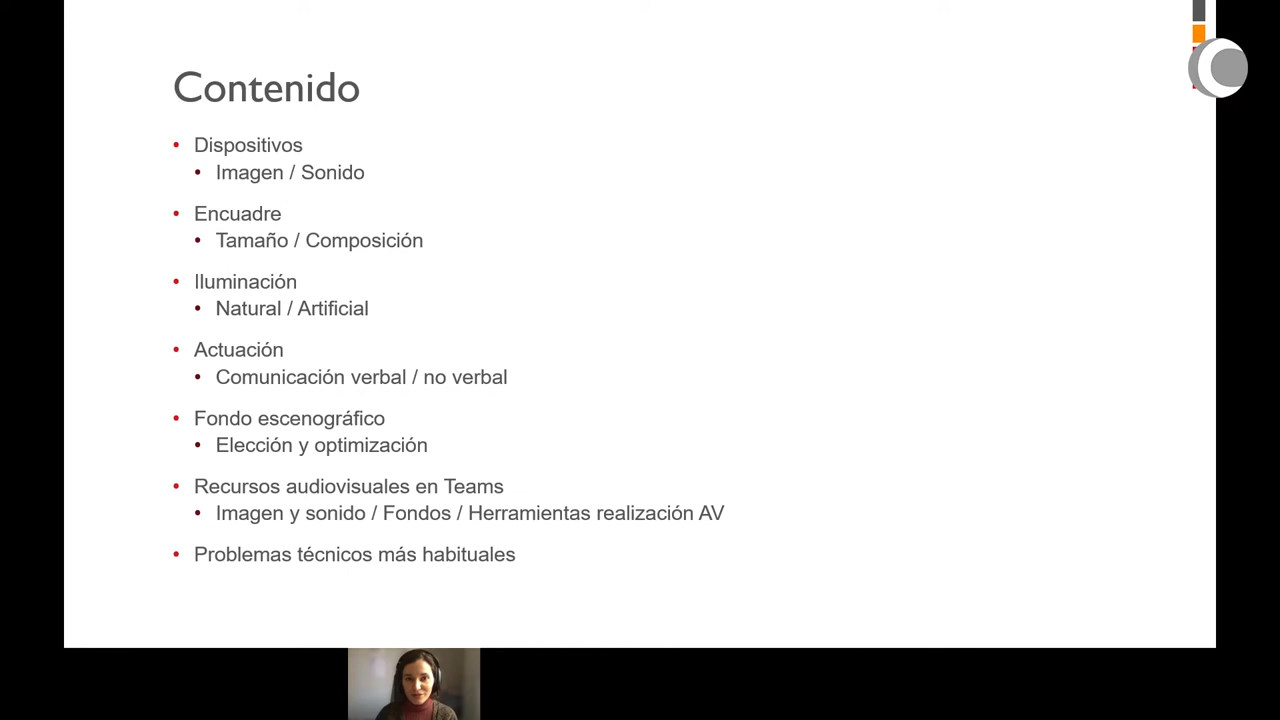 Contenido
• Dispositivos
• Imagen / Sonido
• Encuadre
• Tamaño / Composición
• Iluminación
• Natural / Artificial
• Actuación
• Comunicación verbal / no verbal
• Fondo escenográfico
• Elección y optimización
• Recursos audiovisuales en Teams
• Imagen y sonido / Fondos / Herramientas realización AV
• Problemas técnicos más habituales